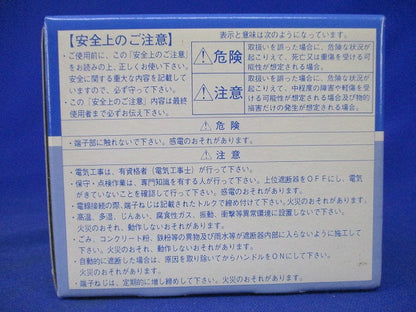 【安全上のご注意】
・ご使用前に、この「安全上のご注意」
をお読みの上、正しくお使い下さい。
安全に関する重大な内容を記載して
いますので、必ず守って下さい。
・この「安全上のご注意」内容は最終
使用者まで必ずお伝え下さい。
表示と意味は次のようになっています。
危険
取扱いを誤った場合に、危険な状況が
起こりえて、死亡又は重傷を受ける可
能性が想定される場合。
注意
取扱いを誤った場合に、危険な状況が
起こりえて、中程度の障害や軽傷を受
ける可能性が想定される場合及び物的
損害だけの発生が想定される場合。
危険
・端子部に触れないで下さい。感電のおそれがあります。
注意
・電気工事は、有資格者（電気工事士）が行って下さい。
・保守・点検作業は、専門知識を有する人が行って下さい。上位遮断器をOFFにし、電気
がきていないことを確認して行って下さい。感電のおそれがあります。
・電線接続の際、端子ねじは記載されたトルクで締め付けて下さい。火災のおそれがあります。
・高温、多湿、じんあい、腐食性ガス、振動、衝撃等異常環境に設置しないで下さい。
火災のおそれ、動作しないおそれがあります。
・ごみ、コンクリート粉、鉄粉等の異物及び雨水等が遮断器内部に入らないように施工して
下さい。火災のおそれ、動作しないおそれがあります。
・自動的に遮断した場合は、原因を取り除いてからハンドルをONにして下さい。
火災のおそれがあります。
・端子ねじは、定期的に増し締めして下さい。火災のおそれがあります。